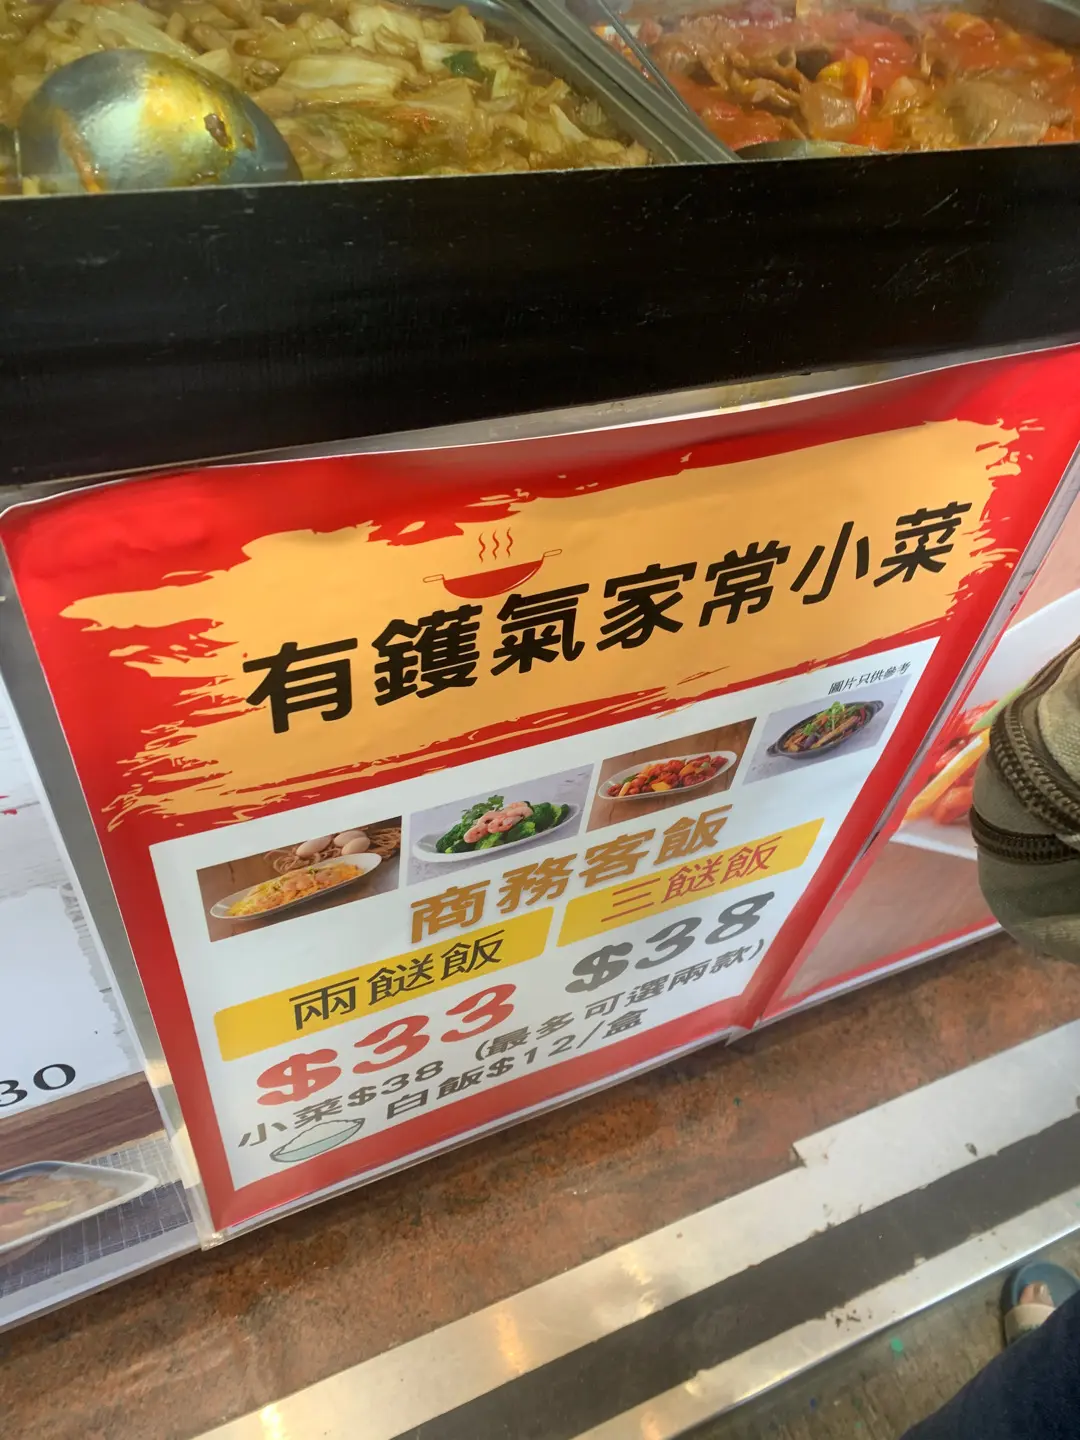 有鑊氣家常小菜
圖片只供參考
商務客飯
兩餸飯
三餸飯
$33
$38
小菜$38 (最多可選兩款)
白飯$12/盒
30